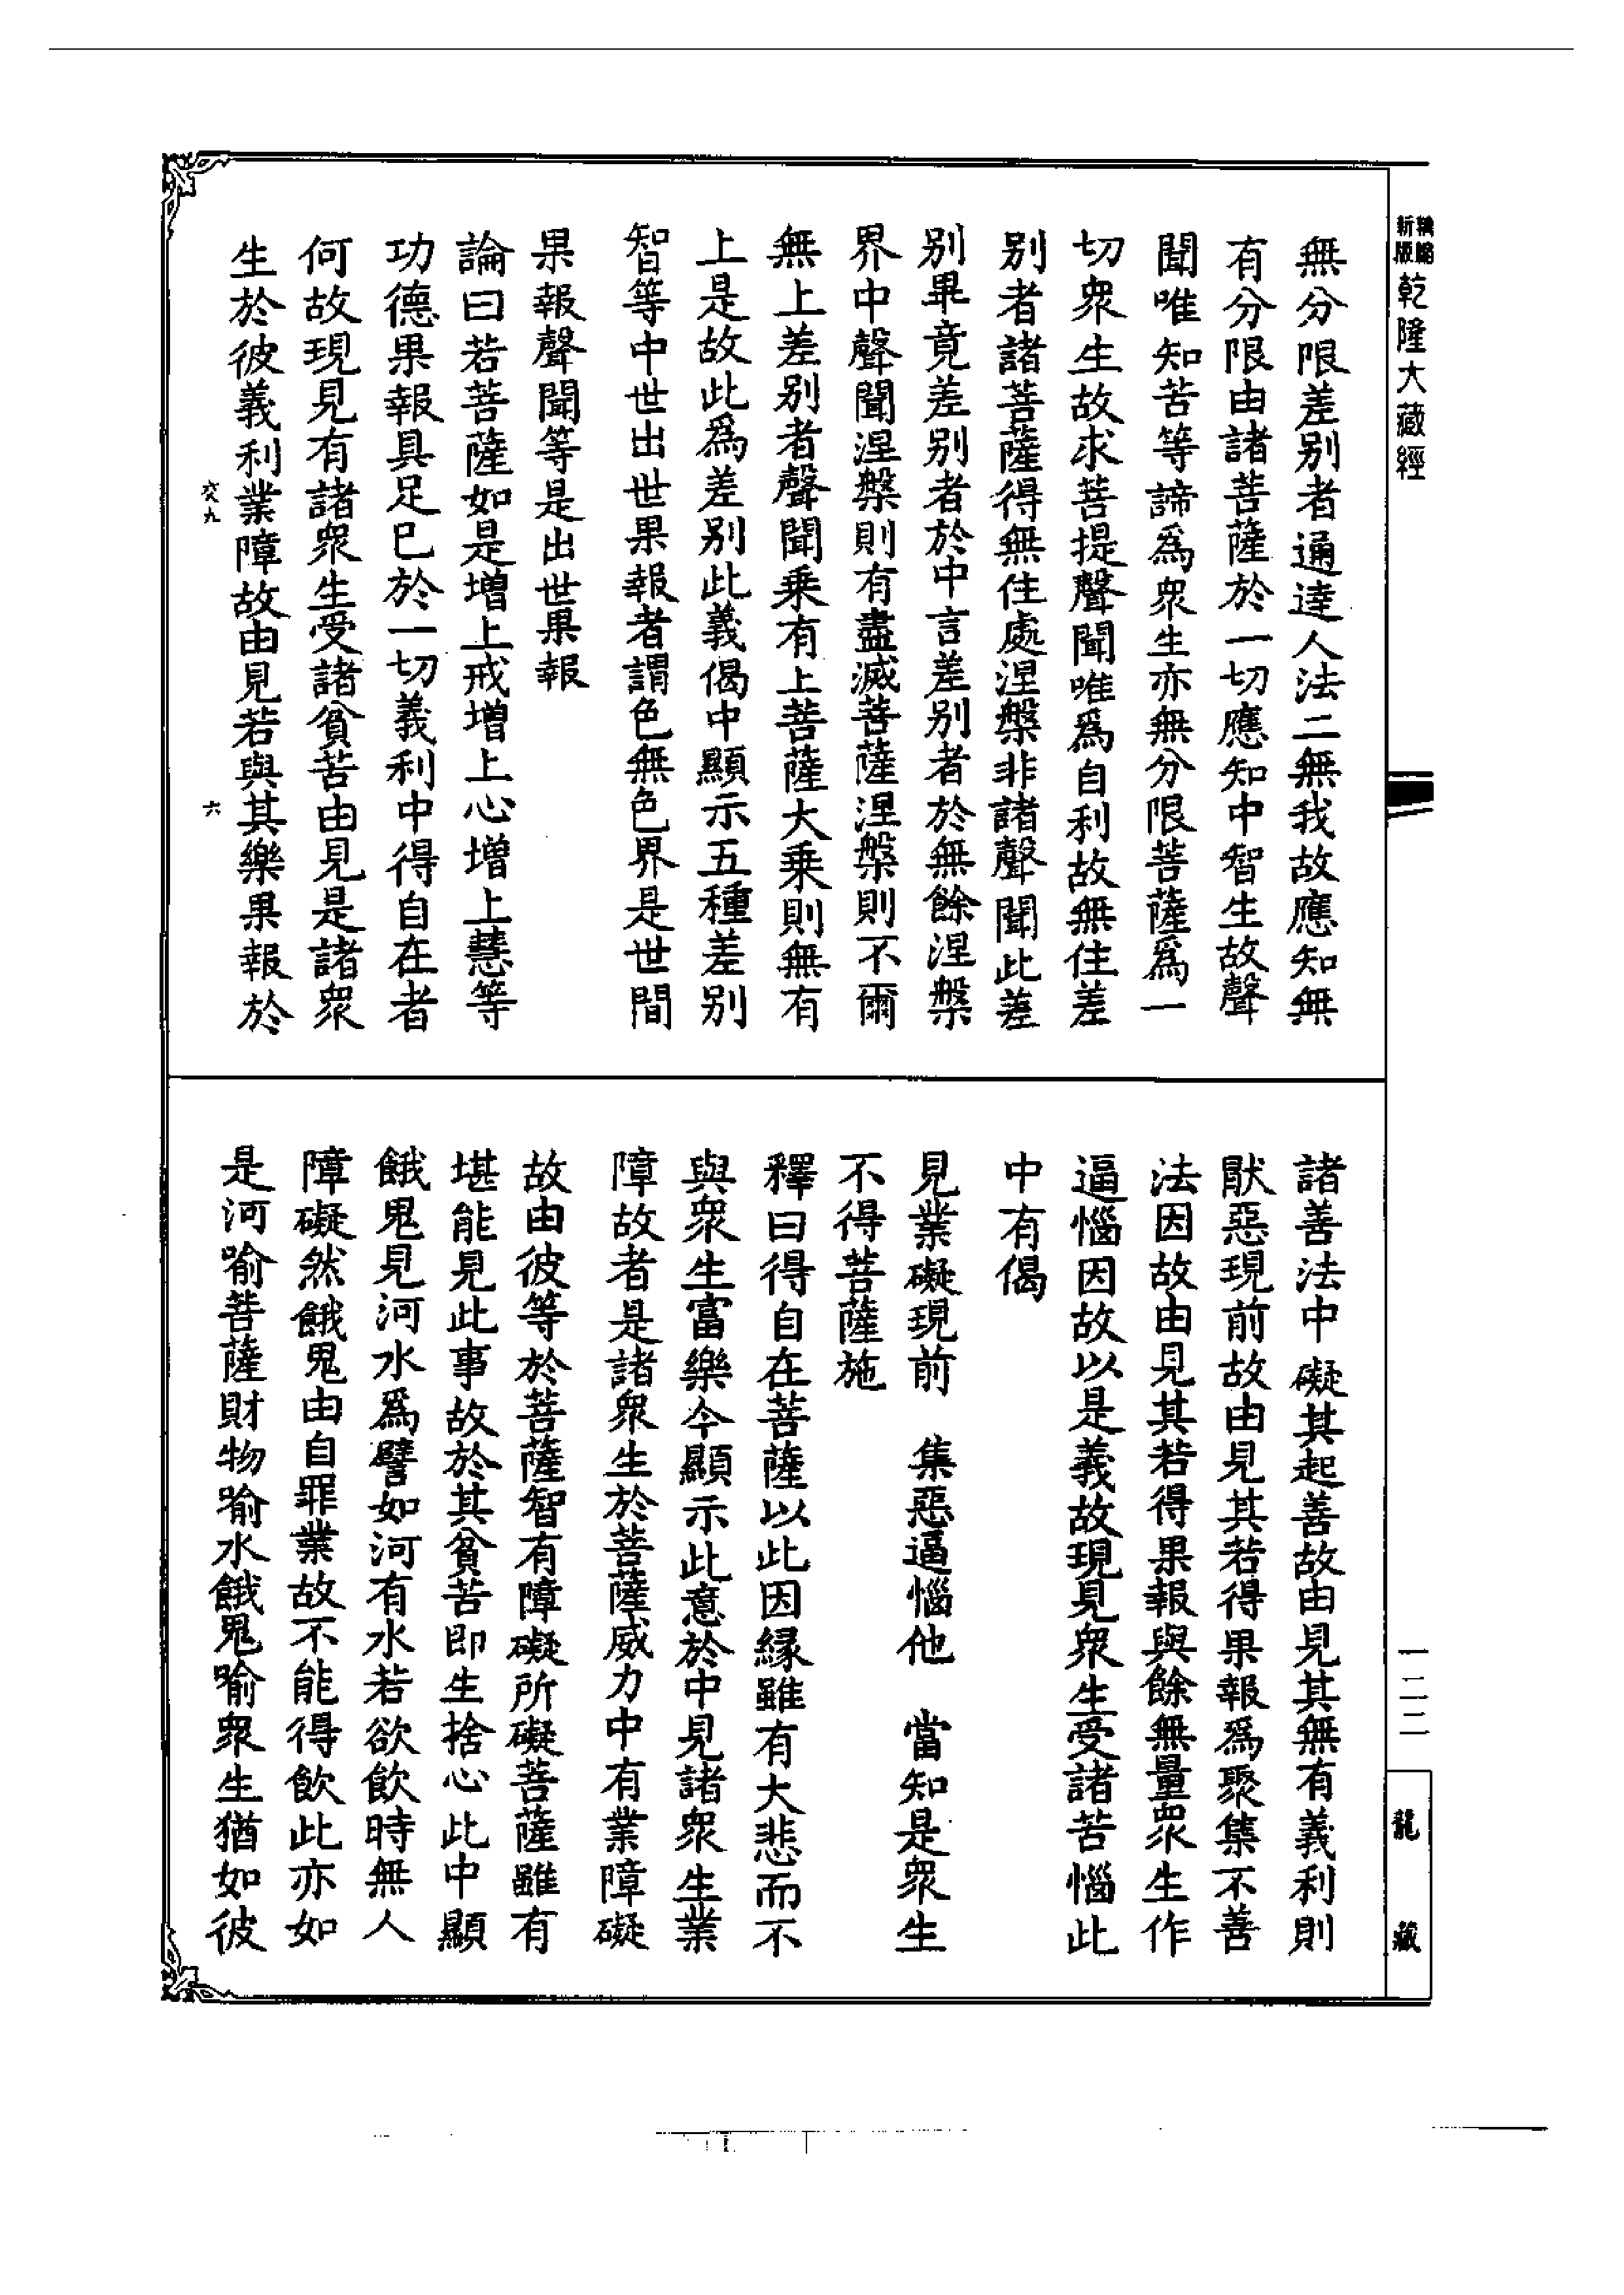 新版
乾隆大藏經
無分限差别者通達人法二無我故應知無
有分限由諸菩薩於一切應知中智生故聲
聞唯知苦等諦爲衆生亦無分限菩薩爲一
切衆生故求菩提聲聞唯爲自利故無住差
别者諸菩薩得無住處涅槃非諸聲聞此差
别畢竟差别者於中言差别者於無餘涅槃
界中聲聞涅槃則有盡滅菩薩涅槃則不爾
無上差别者聲聞乘有上菩薩大乘則無有
上是故此爲差别此義偈中顯示五種差别
智等中世出世果報者謂色無色界是世間
果報聲聞等是出世果報
論曰若菩薩如是增上戒增上心增上慧等
功德果報具足已於一切義利中得自在者
何故現見有諸衆生受諸貧苦由見是諸衆
生於彼義利業障故由見若與其樂果報於
交九
六
諸善法中礙其起善故由見其無有義利則
猒惡現前故由見其若得果報爲聚集不善
法因故由見其若得果報與餘無量衆生作
逼惱因故以是義故現見衆生受諸苦惱此
中有偈
見業礙現前 集惡逼惱他 當知是衆生
不得菩薩施
釋曰得自在菩薩以此因緣雖有大悲而不
與衆生富樂今顯示此意於中見諸衆生業
障故者是諸衆生於菩薩威力中有業障礙
故由彼等於菩薩智有障礙所礙菩薩雖有
堪能見此事故於其貧苦即生捨心此中顯
餓鬼見河水爲譬如河有水若欲飲時無人
障礙然餓鬼由自罪業故不能得飲此亦如
是河喻菩薩財物喻水餓鬼喻衆生猶如彼
一二二
龍藏